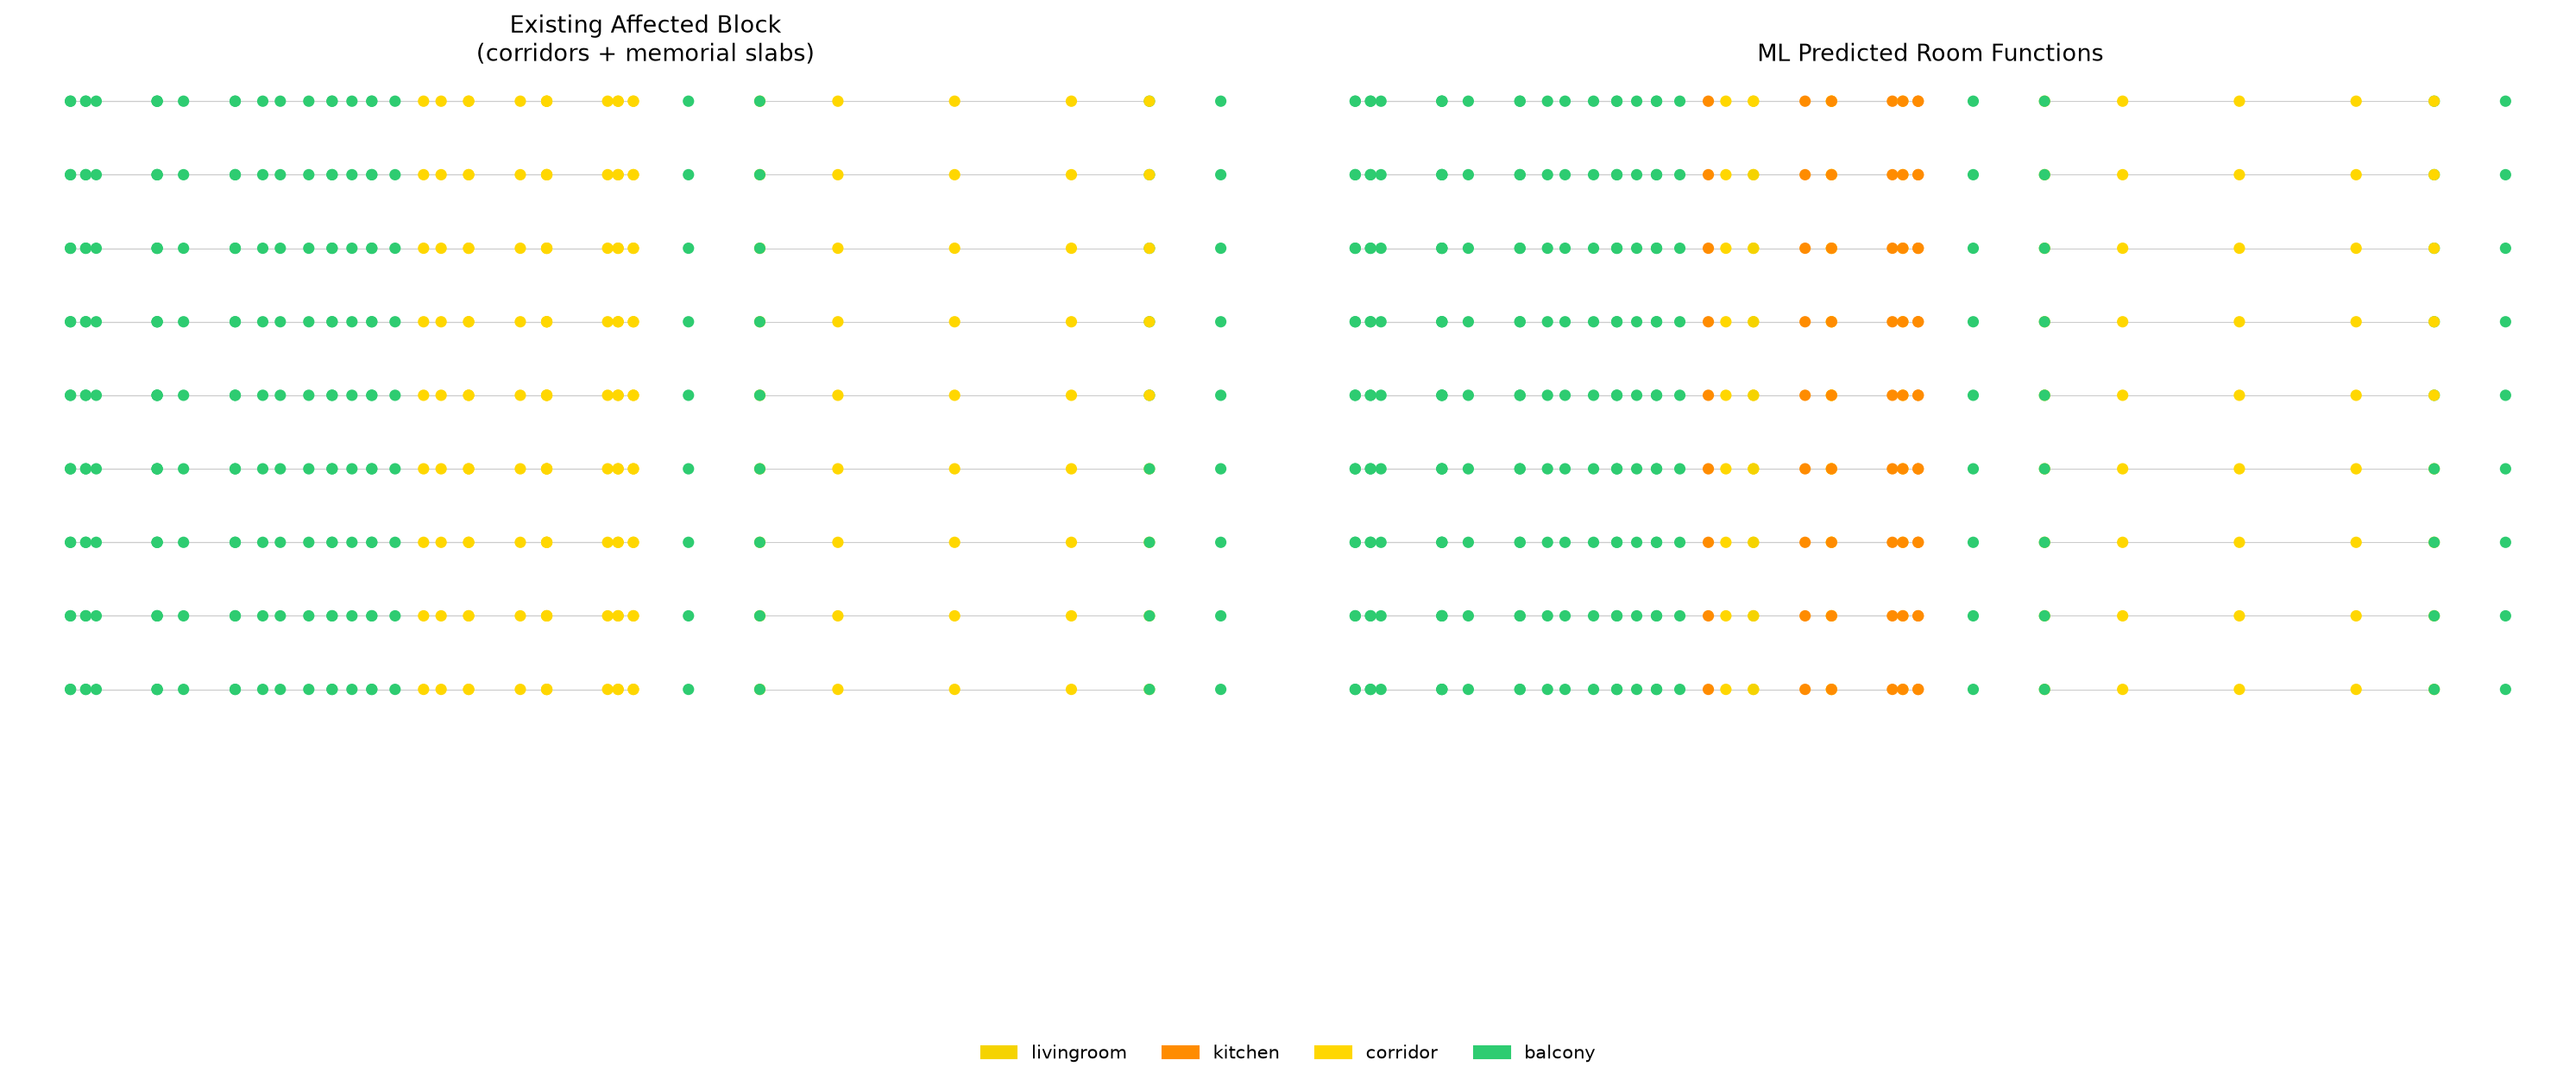 Existing Affected Block
(corridors + memorial slabs)
ML Predicted Room Functions
livingroom
kitchen
corridor
balcony